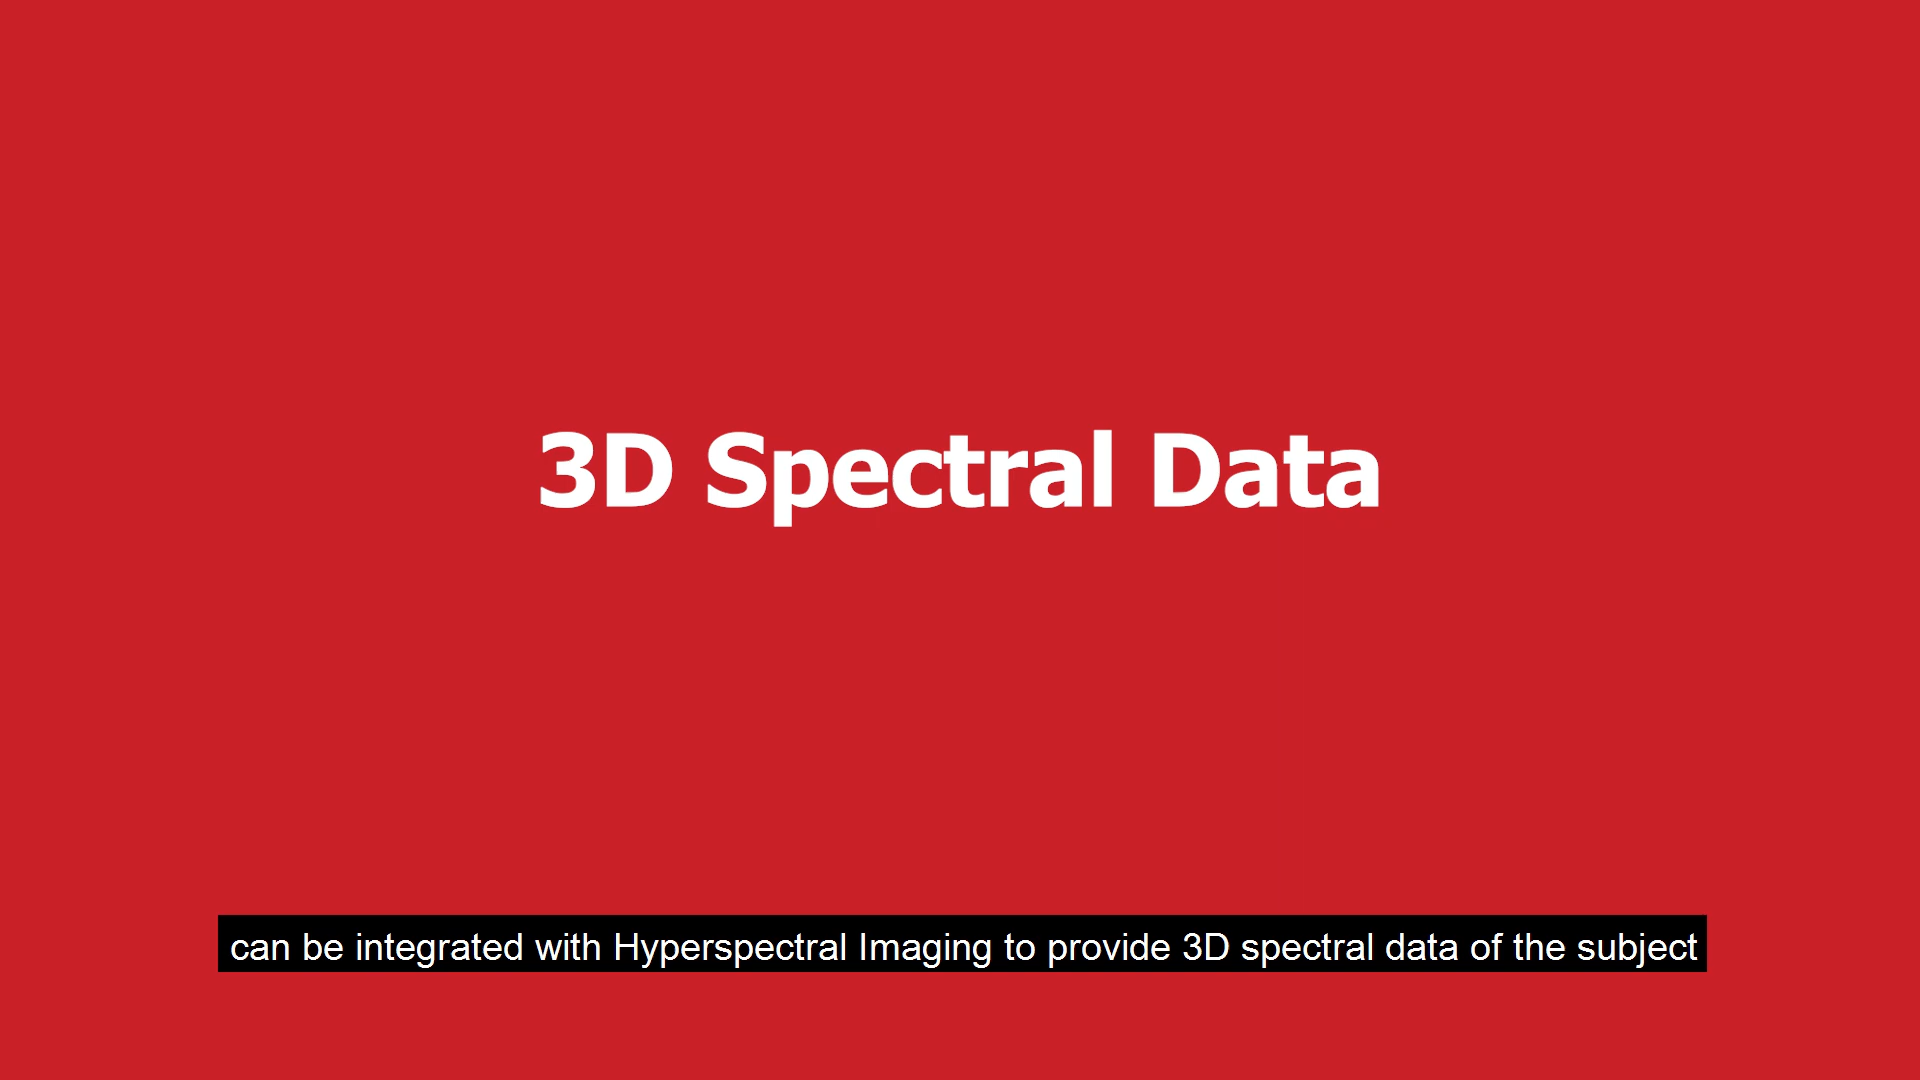 3D Spectral Data
can be integrated with Hyperspectral Imaging to provide 3D spectral data of the subject